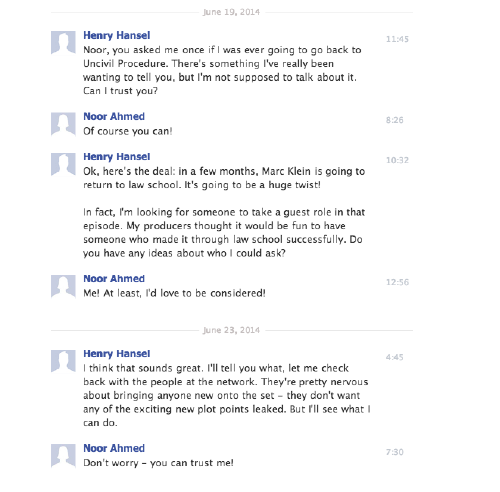 June 19, 2014
Henry Hansel
11:45
Noor, you asked me once if I was ever going to go back to
Uncivil Procedure. There's something I've really been
wanting to tell you, but I'm not supposed to talk about it.
Can I trust you?
Noor Ahmed
8:26
Of course you can!
Henry Hansel
10:32
Ok, here's the deal: in a few months, Marc Klein is going to
return to law school. It's going to be a huge twist!
In fact, I'm looking for someone to take a guest role in that
episode. My producers thought it would be fun to have
someone who made it through law school successfully. Do
you have any ideas about who I could ask?
Noor Ahmed
12:56
Me! At least, I'd love to be considered!
June 23, 2014
Henry Hansel
4:45
I think that sounds great. I'll tell you what, let me check
back with the people at the network. They're pretty nervous
about bringing anyone new onto the set - they don't want
any of the exciting new plot points leaked. But I'll see what I
can do.
Noor Ahmed
7:30
Don't worry - you can trust me!